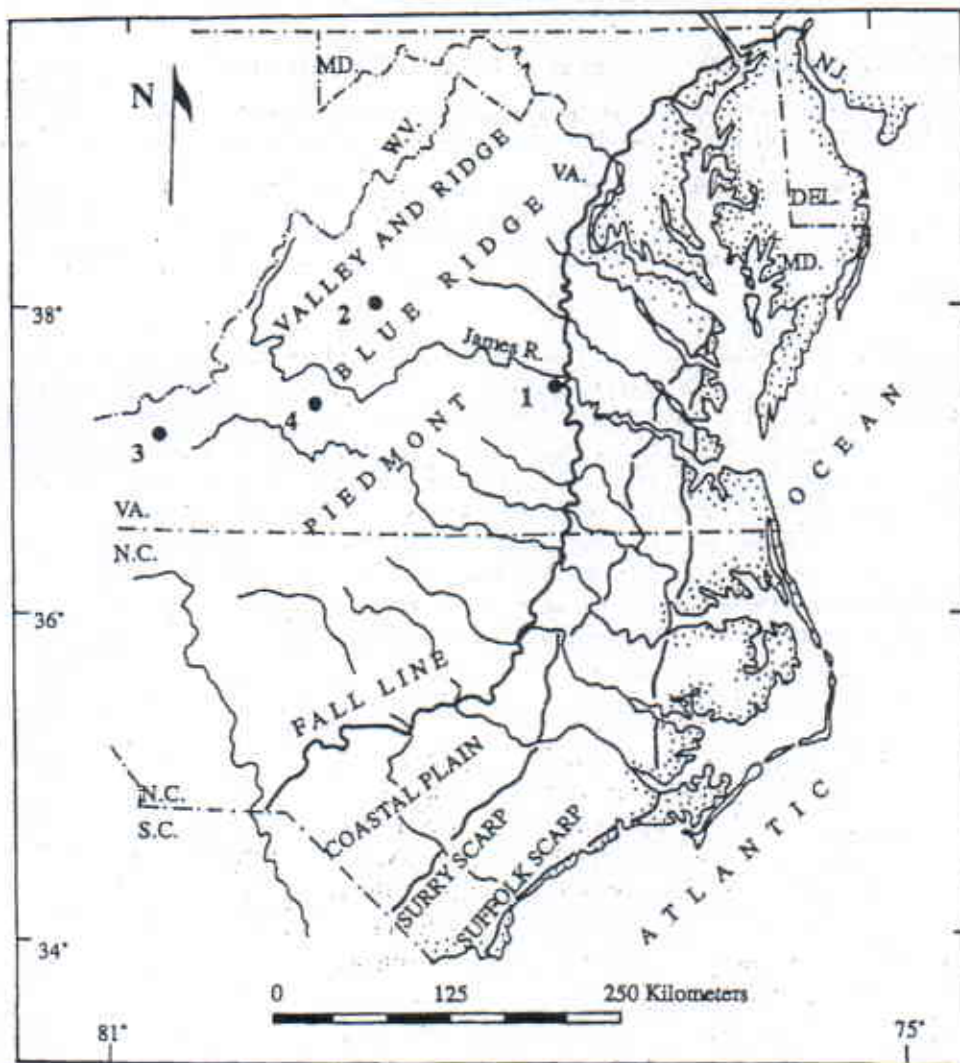 MD.
N.J.
N
W.V.
VALLEY AND RIDGE
VA.
DEL.
MD.
38°
2
BLUE RIDGE
James R.
1
4
3
PIEDMONT
OCEAN
VA.
N.C.
36°
FALL LINE
N.C.
S.C.
COASTAL PLAIN
SURRY SCARP
SUFFOLK SCARP
ATLANTIC
34°
0 125 250 Kilometers
81° 75°